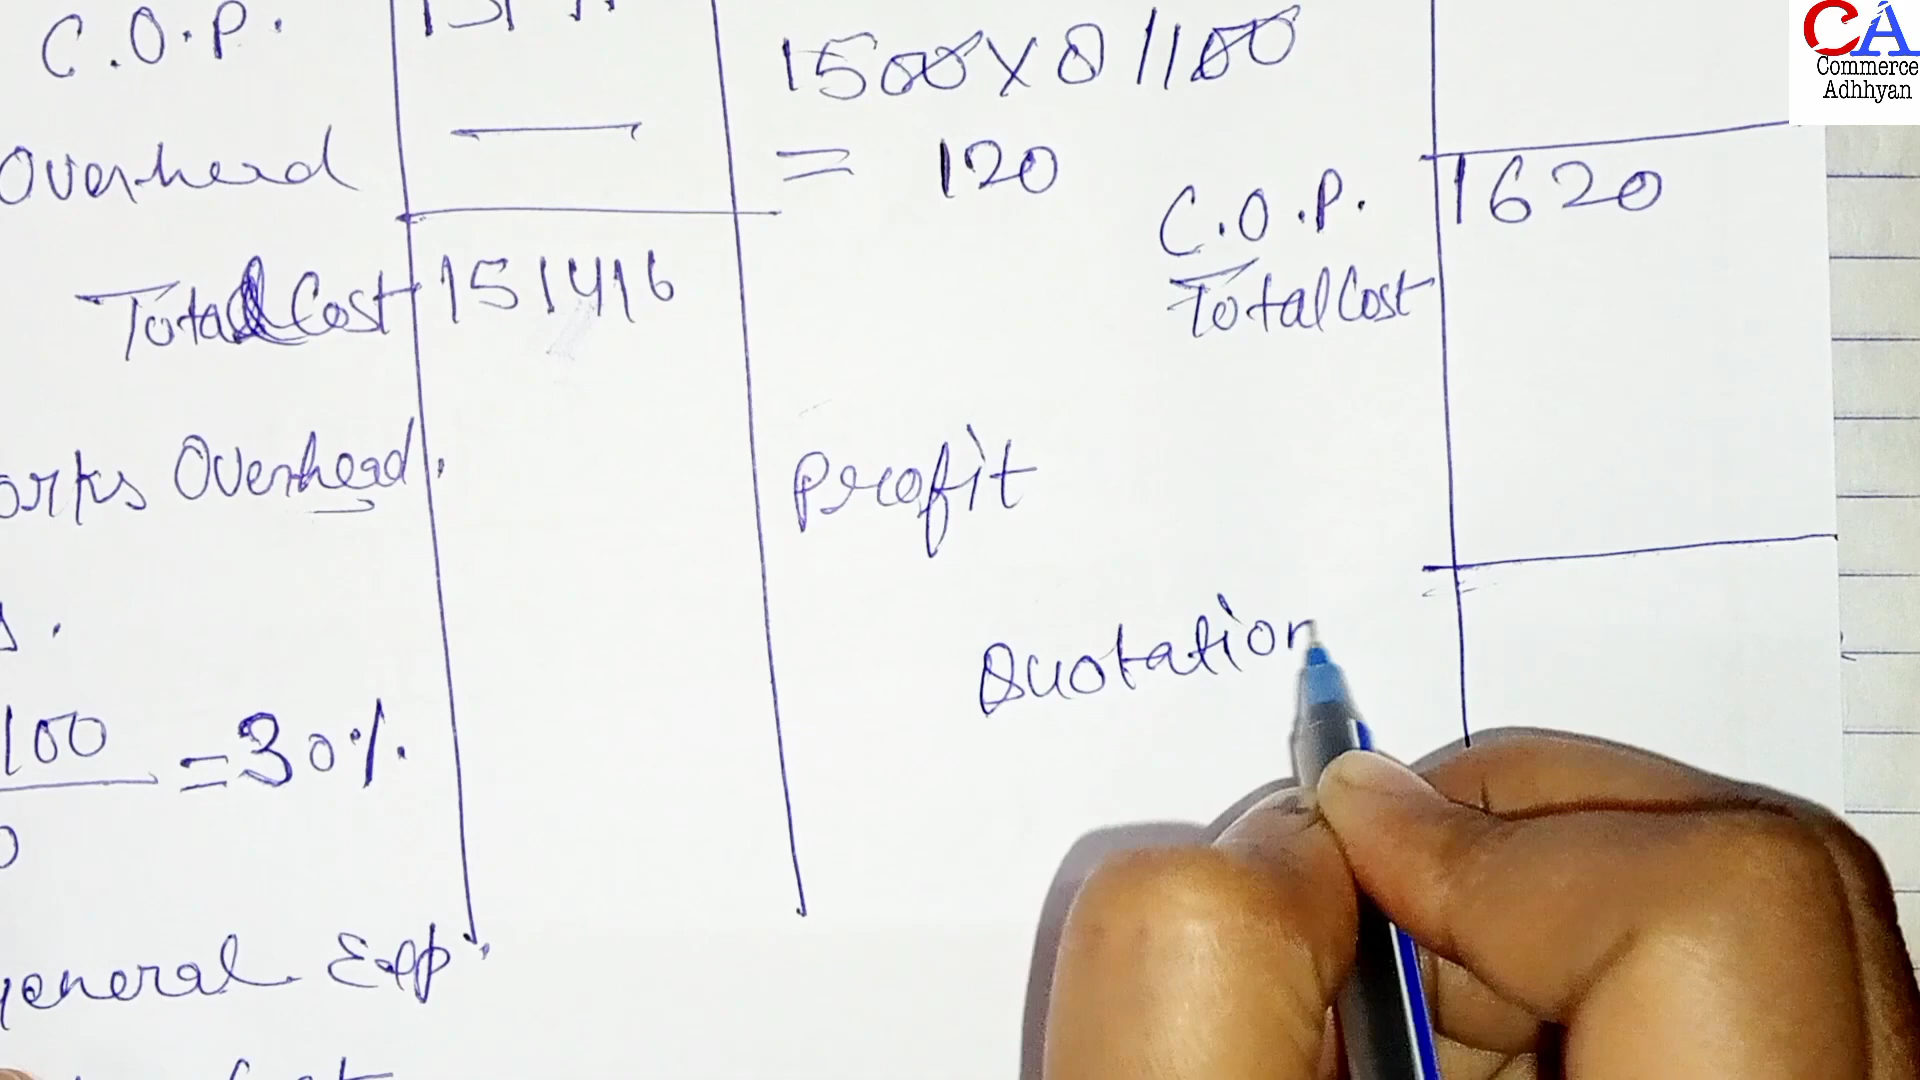 C.O.P.
1500 x 8 / 100
Overhead
= 120
C.O.P. 1620
Total Cost 151416
Total Cost
orks Overhead.
Profit
Quotation
100 = 30%.
general Exp.
CA
Commerce
Adhhyan